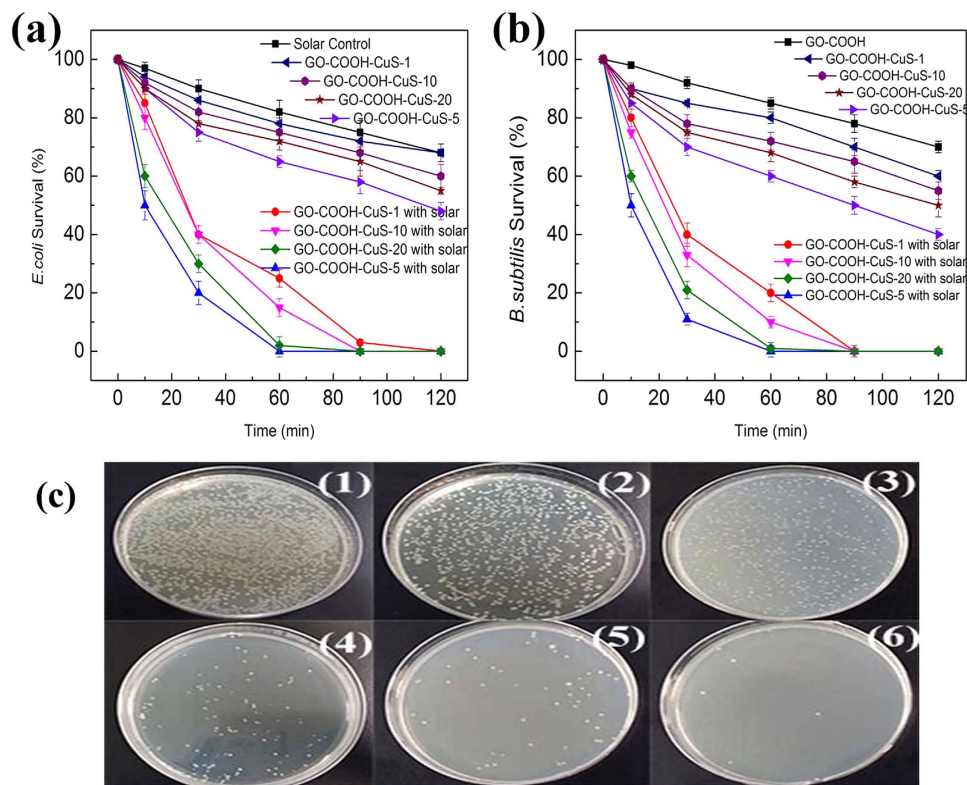 (a)
Solar Control
GO-COOH-CuS-1
GO-COOH-CuS-10
GO-COOH-CuS-20
GO-COOH-CuS-5
GO-COOH-CuS-1 with solar
GO-COOH-CuS-10 with solar
GO-COOH-CuS-20 with solar
GO-COOH-CuS-5 with solar
E.coli Survival (%)
100
80
60
40
20
0
0 20 40 60 80 100 120
Time (min)
(b)
GO-COOH
GO-COOH-CuS-1
GO-COOH-CuS-10
GO-COOH-CuS-20
GO-COOH-CuS-5
GO-COOH-CuS-1 with solar
GO-COOH-CuS-10 with solar
GO-COOH-CuS-20 with solar
GO-COOH-CuS-5 with solar
B.subtilis Survival (%)
100
80
60
40
20
0
0 20 40 60 80 100 120
Time (min)
(c)
(1) (2) (3)
(4) (5) (6)